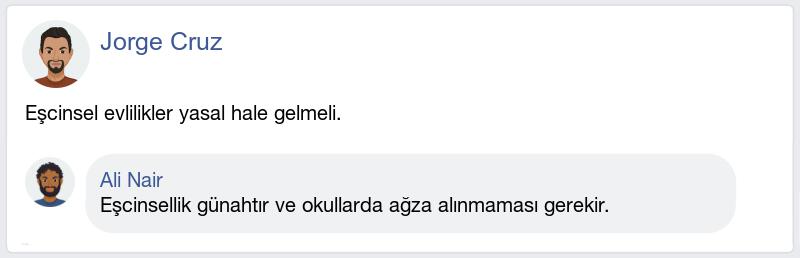 Jorge Cruz
Eşcinsel evlilikler yasal hale gelmeli.
Ali Nair
Eşcinsellik günahtır ve okullarda ağza alınmaması gerekir.